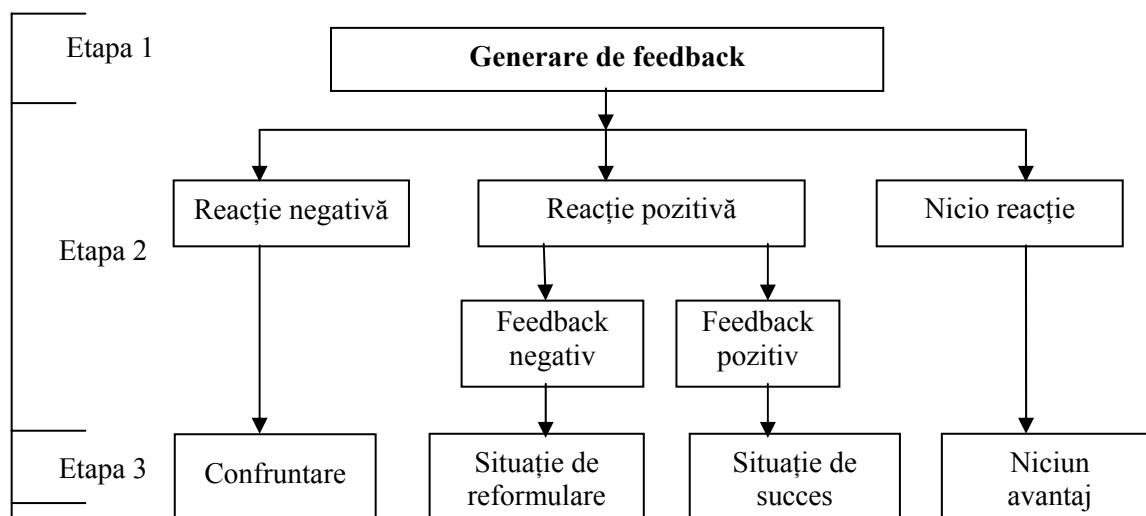 Etapa 1
Generare de feedback
Etapa 2
Reacție negativă
Reacție pozitivă
Nicio reacție
Feedback
negativ
Feedback
pozitiv
Etapa 3
Confruntare
Situație de
reformulare
Situație de
succes
Niciun
avantaj